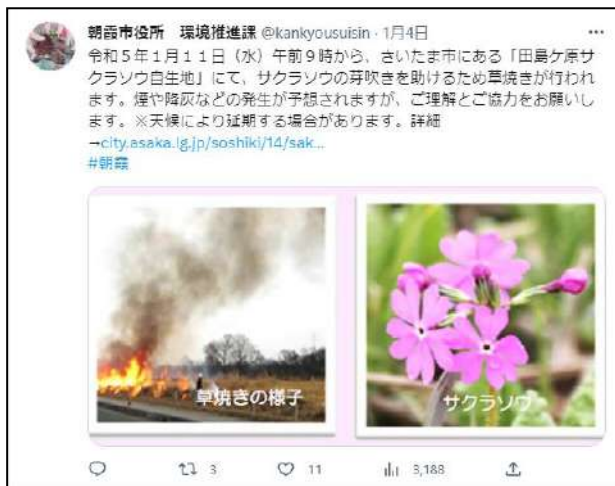 朝霞市役所　環境推進課 @kankyousuisin · 1月4日
令和5年1月11日（水）午前9時から、さいたま市にある「田島ケ原サ
クラソウ自生地」にて、サクラソウの芽吹きを助けるため草焼きが行われ
ます。煙や降灰などの発生が予想されますが、ご理解とご協力をお願いし
ます。※天候により延期する場合があります。詳細
→city.asaka.lg.jp/soshiki/14/sak...
#朝霞
草焼きの様子
サクラソウ
3 11 3,188